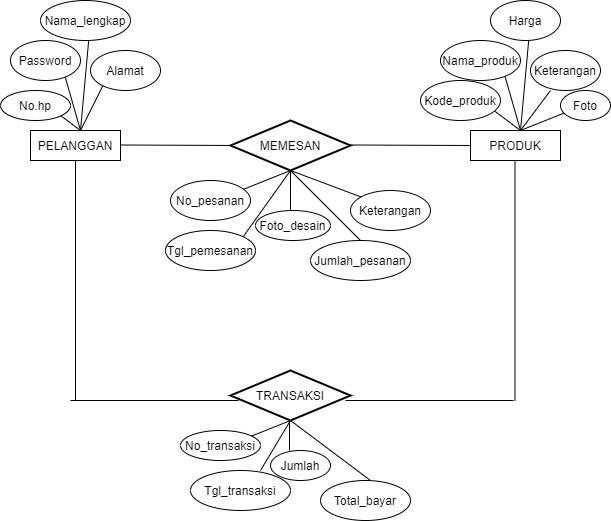 Nama_lengkap
Harga
Password
Alamat
Nama_produk
Keterangan
No.hp
Kode_produk
Foto
PELANGGAN
MEMESAN
PRODUK
No_pesanan
Foto_desain
Keterangan
Tgl_pemesanan
Jumlah_pesanan
TRANSAKSI
No_transaksi
Jumlah
Tgl_transaksi
Total_bayar